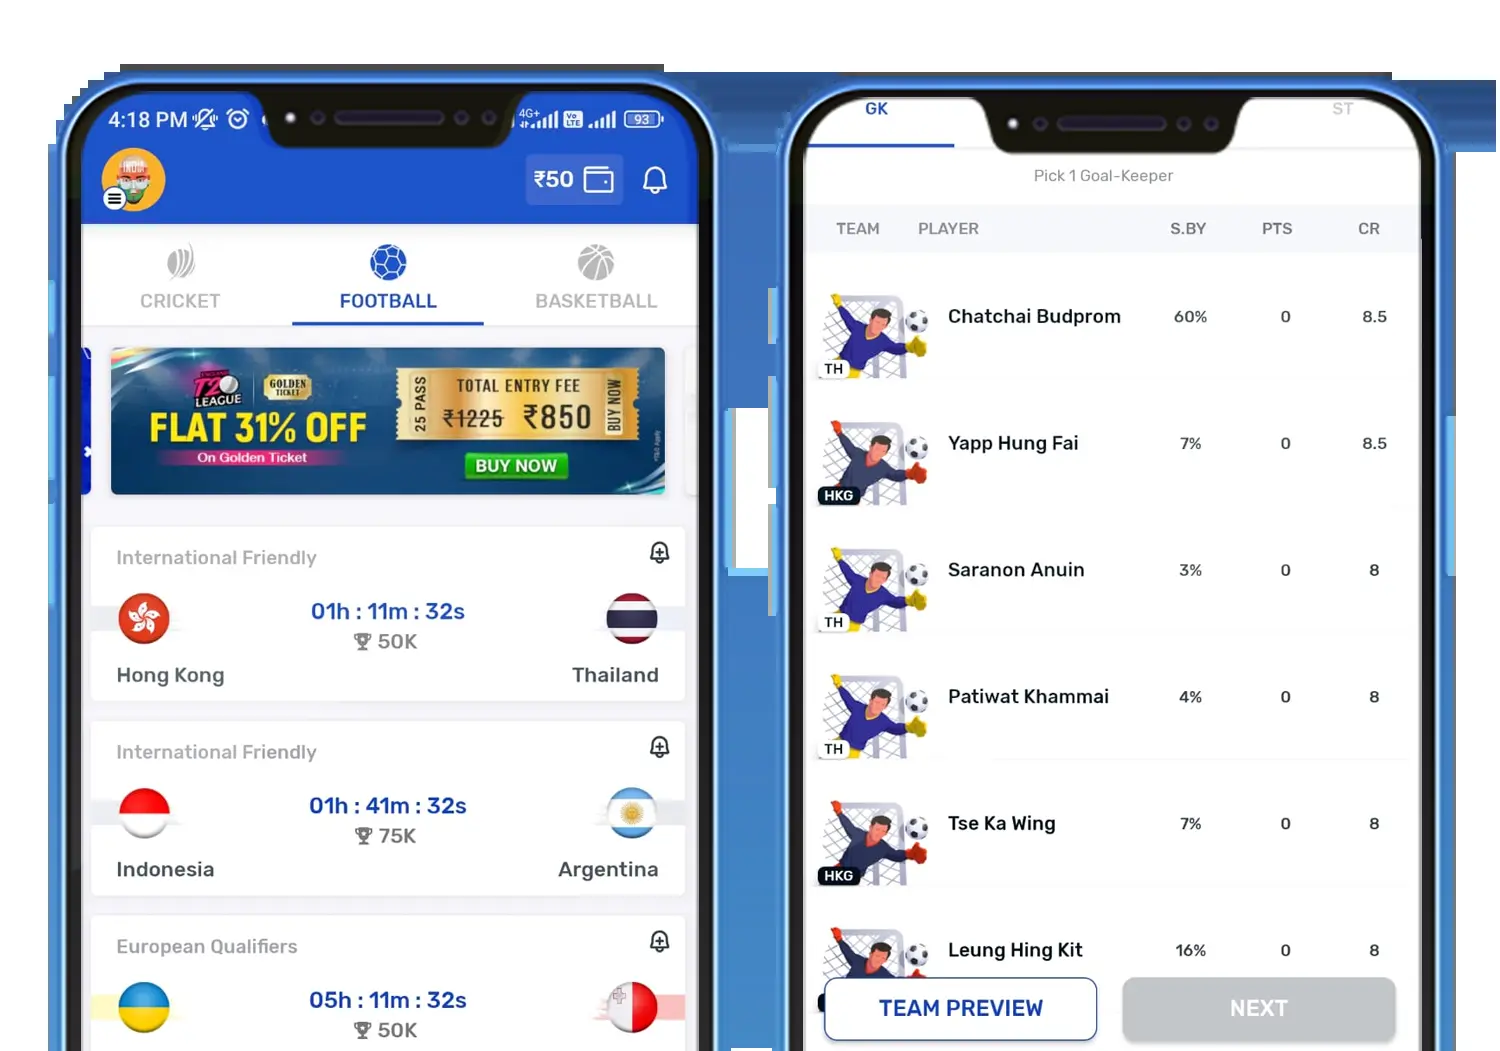 4:18 PM
4G+
Vo
LTE
93
INDIA
₹50
CRICKET
FOOTBALL
BASKETBALL
T20
LEAGUE
GOLDEN
TICKET
FLAT 31% OFF
On Golden Ticket
25 PASS
TOTAL ENTRY FEE
₹1225 ₹850
BUY NOW
BUY NOW
International Friendly
01h : 11m : 32s
50K
Hong Kong
Thailand
International Friendly
01h : 41m : 32s
75K
Indonesia
Argentina
European Qualifiers
05h : 11m : 32s
50K
GK
ST
Pick 1 Goal-Keeper
TEAM PLAYER S.BY PTS CR
Chatchai Budprom 60% 0 8.5
TH
Yapp Hung Fai 7% 0 8.5
HKG
Saranon Anuin 3% 0 8
TH
Patiwat Khammai 4% 0 8
TH
Tse Ka Wing 7% 0 8
HKG
Leung Hing Kit 16% 0 8
TEAM PREVIEW
NEXT